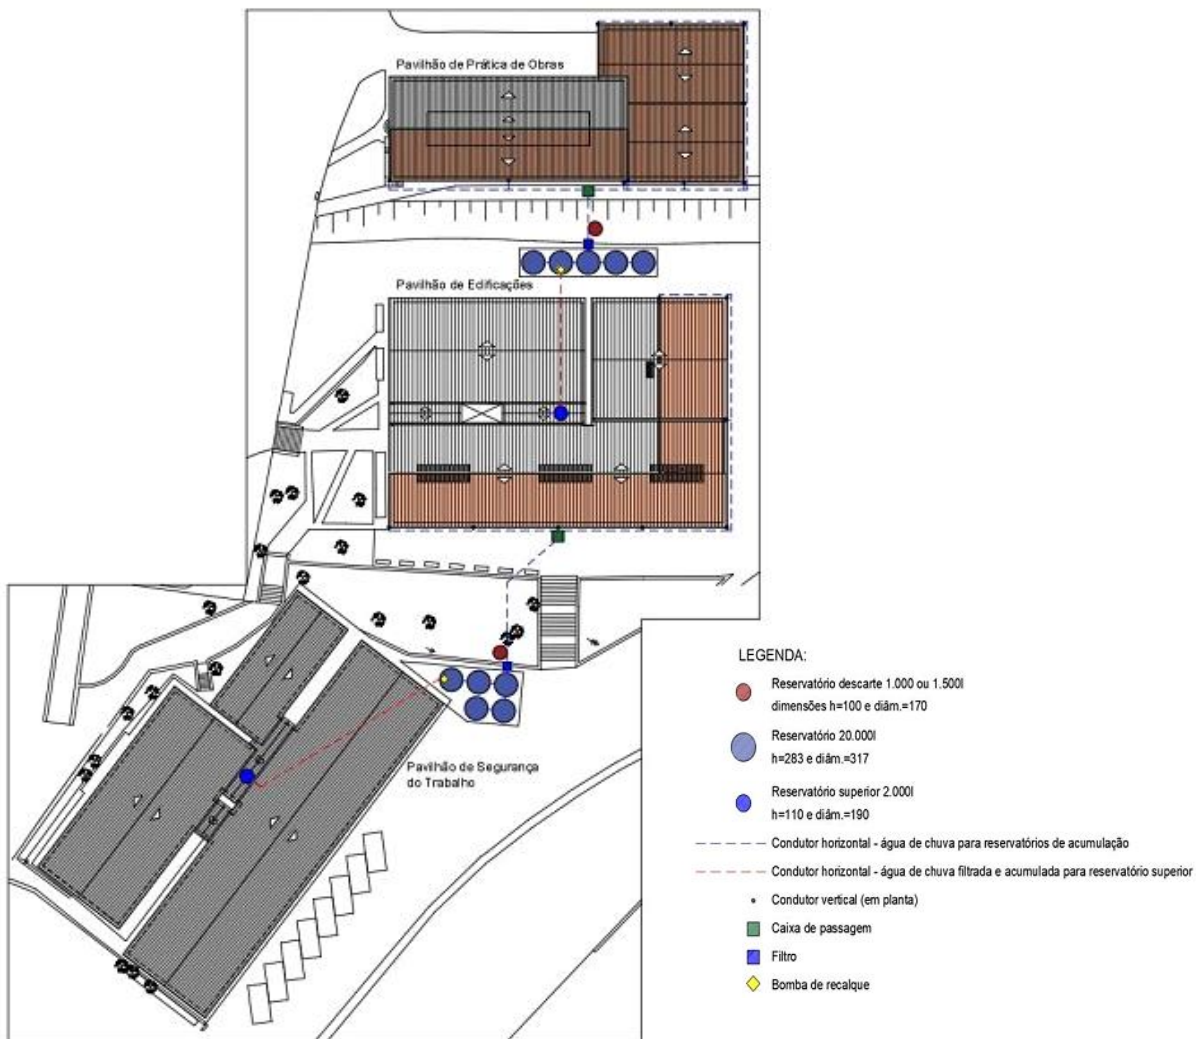 Pavilhão de Prática de Obras
Pavilhão de Edificações
Pavilhão de Segurança
do Trabalho
LEGENDA:
Reservatório descarte 1.000 ou 1.500l
dimensões h=100 e diâm.=170
Reservatório 20.000l
h=283 e diâm.=317
Reservatório superior 2.000l
h=110 e diâm.=190
Condutor horizontal - água de chuva para reservatórios de acumulação
Condutor horizontal - água de chuva filtrada e acumulada para reservatório superior
Condutor vertical (em planta)
Caixa de passagem
Filtro
Bomba de recalque